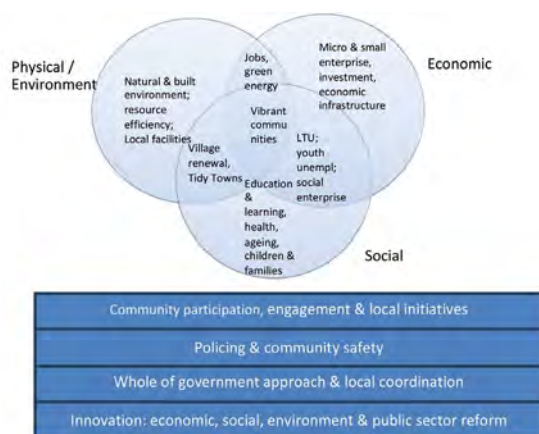 Physical /
Environment
Natural & built
environment;
resource
efficiency;
Local facilities
Jobs,
green
energy
Micro & small
enterprise,
investment,
economic
infrastructure
Economic
Vibrant
commu
nities
Village
renewal,
Tidy Towns
LTU;
youth
unempl;
social
enterprise
Education
&
learning,
health,
ageing,
children &
families
Social
Community participation, engagement & local initiatives
Policing & community safety
Whole of government approach & local coordination
Innovation: economic, social, environment & public sector reform